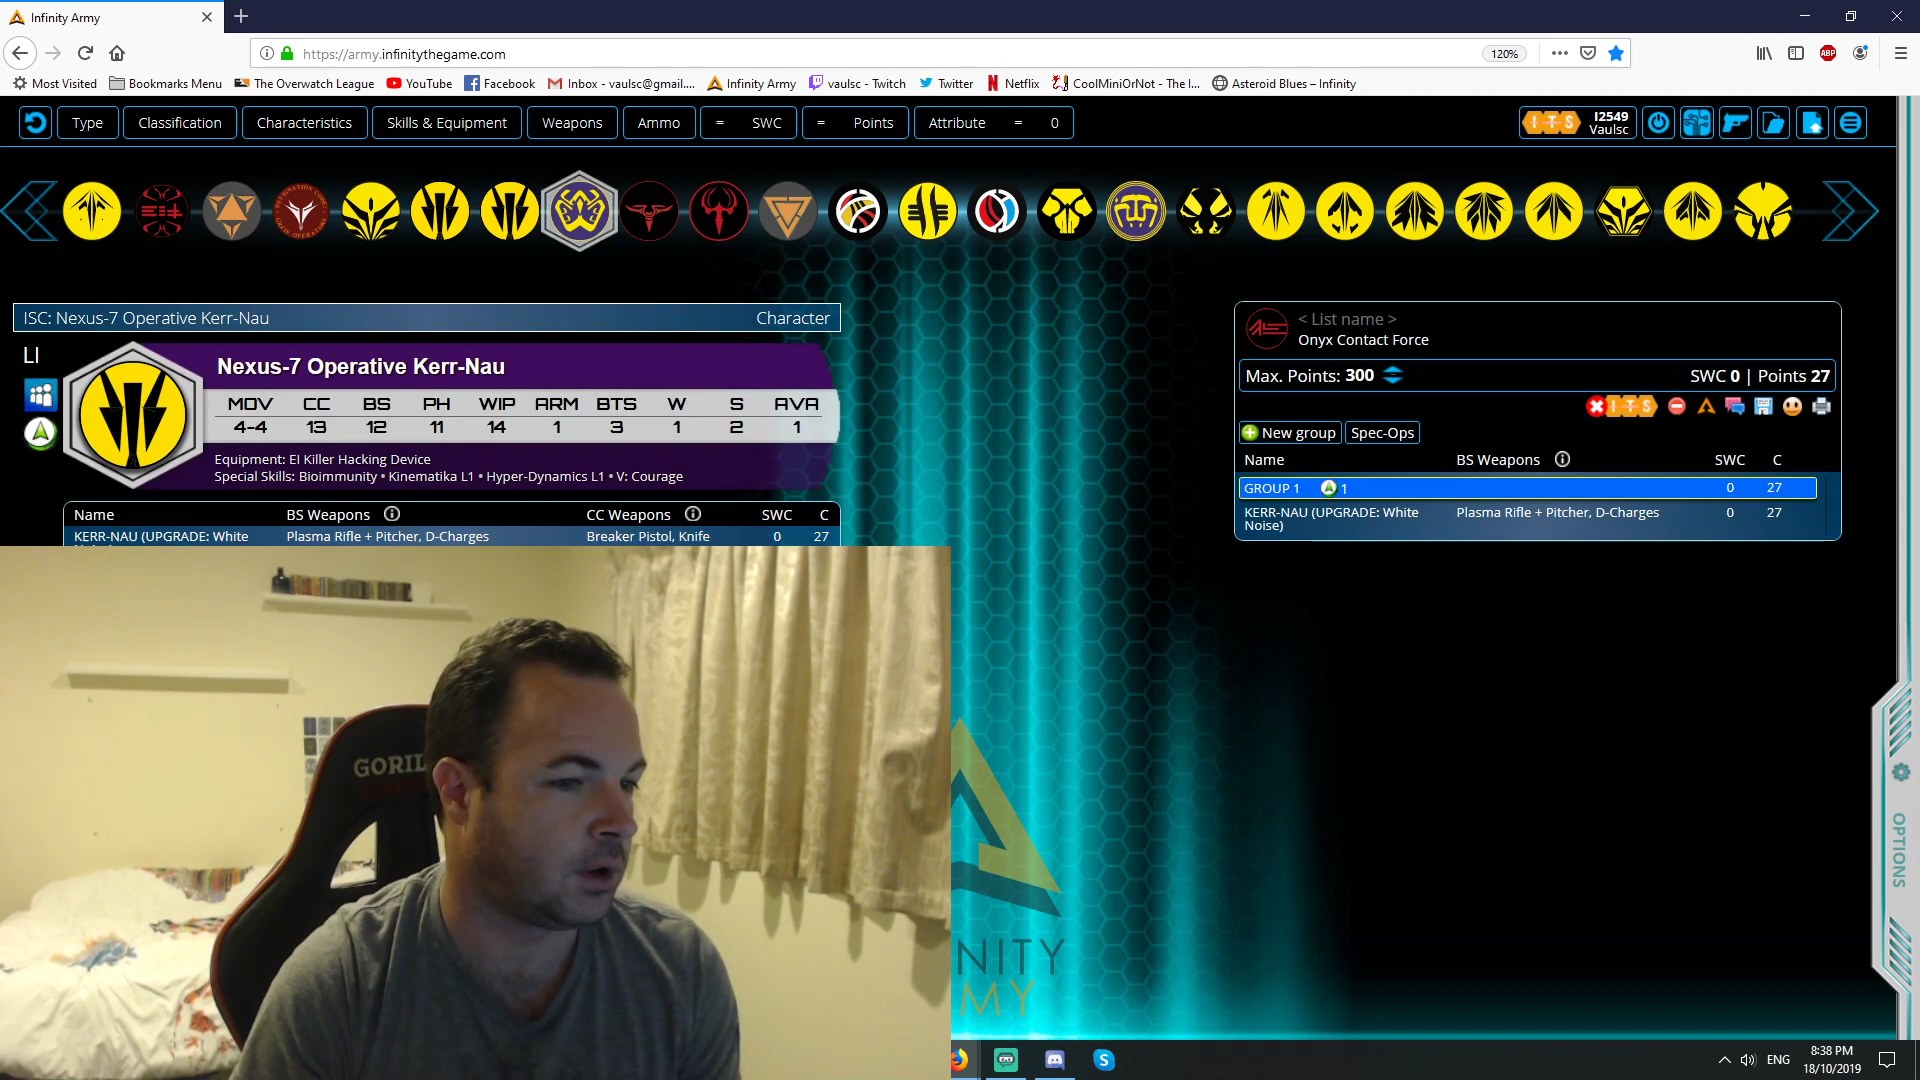 Infinity Army
https://army.infinitythegame.com
120%
Most Visited Bookmarks Menu The Overwatch League YouTube Facebook Inbox - vaulsc@gmail.... Infinity Army vaulsc - Twitch Twitter Netflix CoolMiniOrNot - The I... Asteroid Blues – Infinity
Type Classification Characteristics Skills & Equipment Weapons Ammo = SWC = Points Attribute = 0
ITS I2549
Vaulsc
ISC: Nexus-7 Operative Kerr-Nau Character
LI
Nexus-7 Operative Kerr-Nau
MOV CC BS PH WIP ARM BTS W S AVA
4-4 13 12 11 14 1 3 1 2 1
Equipment: EI Killer Hacking Device
Special Skills: Bioimmunity • Kinematika L1 • Hyper-Dynamics L1 • V: Courage
Name BS Weapons CC Weapons SWC C
KERR-NAU (UPGRADE: White Plasma Rifle + Pitcher, D-Charges Breaker Pistol, Knife 0 27
< List name >
Onyx Contact Force
Max. Points: 300 SWC 0 | Points 27
ITS
New group Spec-Ops
Name BS Weapons SWC C
GROUP 1 1 0 27
KERR-NAU (UPGRADE: White Plasma Rifle + Pitcher, D-Charges 0 27
Noise)
GORIL
OPTIONS
NITY
MY
ENG
8:38 PM
18/10/2019